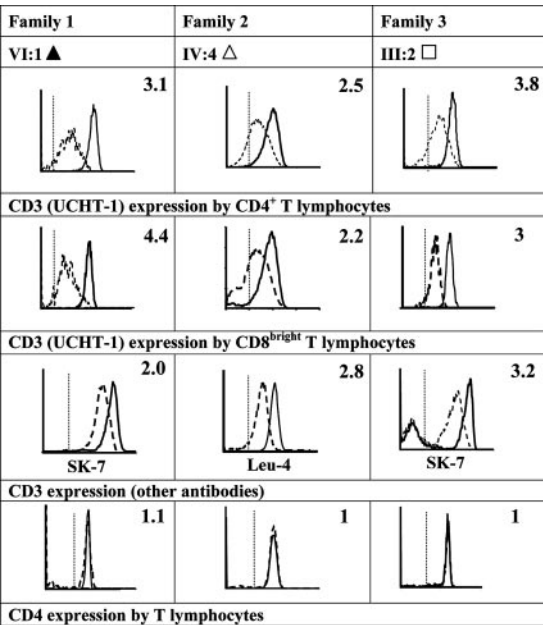 Family 1 Family 2 Family 3
VI:1 ▲ IV:4 △ III:2 □
3.1 2.5 3.8
CD3 (UCHT-1) expression by CD4⁺ T lymphocytes
4.4 2.2 3
CD3 (UCHT-1) expression by CD8ᵇʳⁱᵍʰᵗ T lymphocytes
2.0 2.8 3.2
SK-7 Leu-4 SK-7
CD3 expression (other antibodies)
1.1 1 1
CD4 expression by T lymphocytes